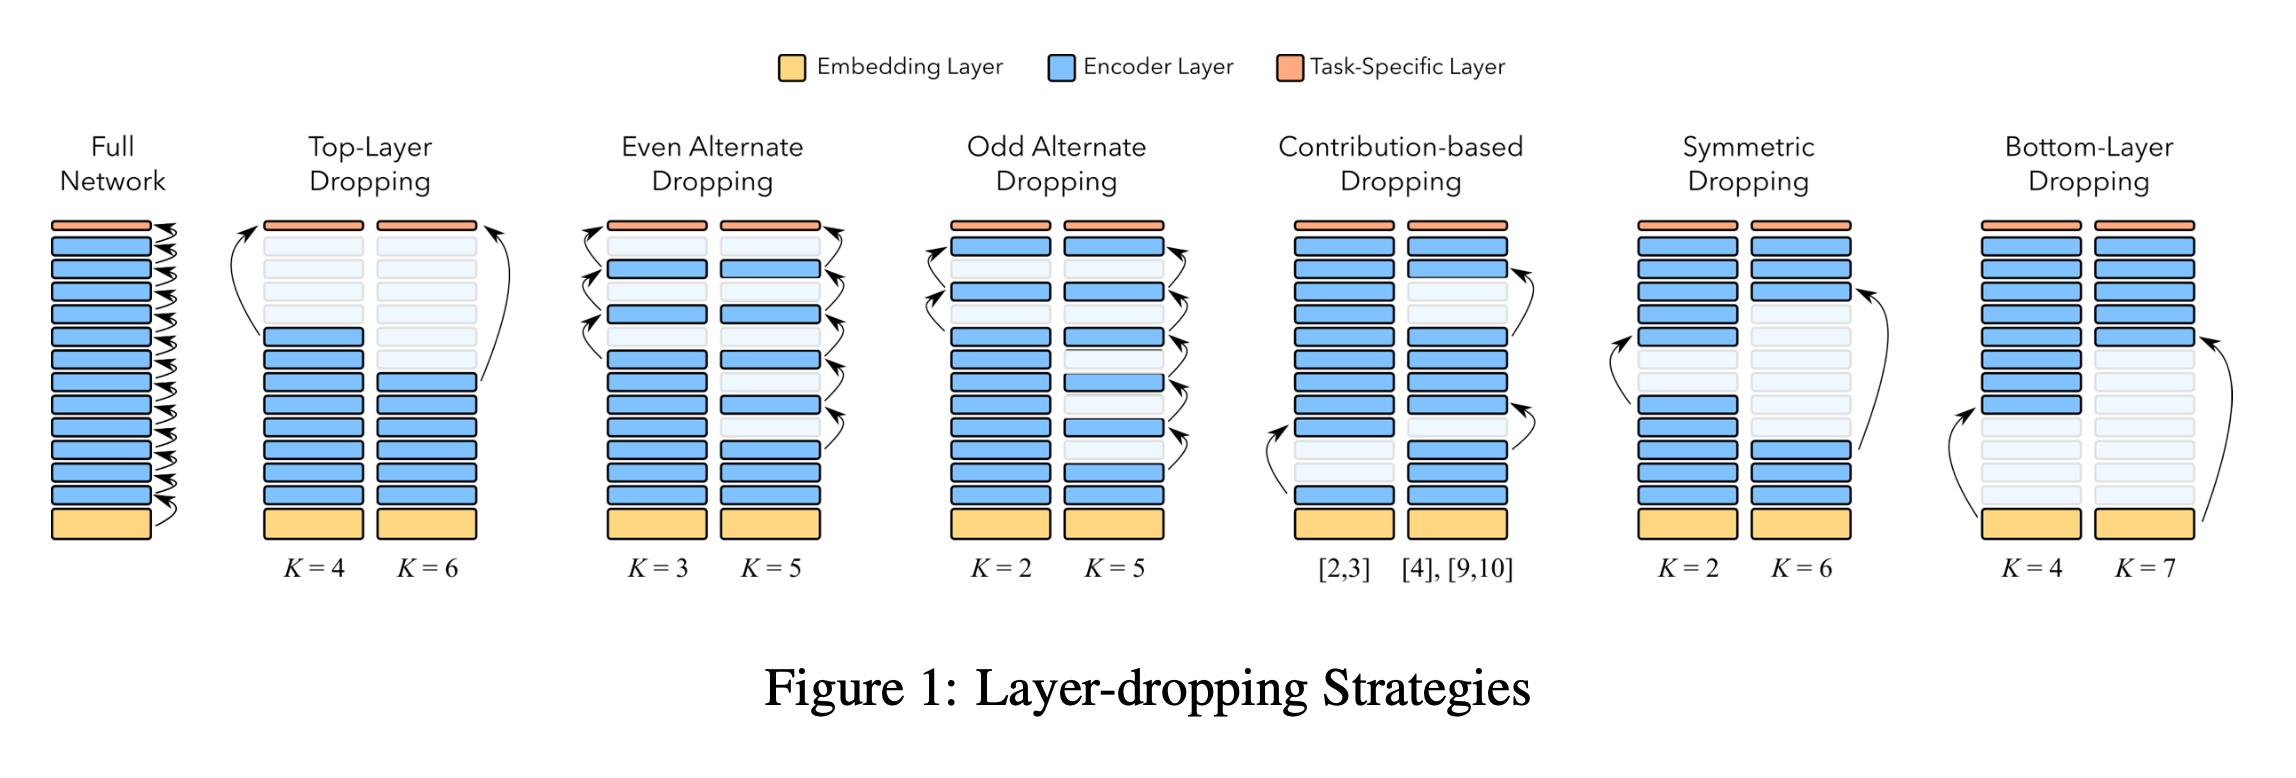 Embedding Layer
Encoder Layer
Task-Specific Layer
Full
Network
Top-Layer
Dropping
Even Alternate
Dropping
Odd Alternate
Dropping
Contribution-based
Dropping
Symmetric
Dropping
Bottom-Layer
Dropping
K = 4
K = 6
K = 3
K = 5
K = 2
K = 5
[2,3]
[4], [9,10]
K = 2
K = 6
K = 4
K = 7
Figure 1: Layer-dropping Strategies